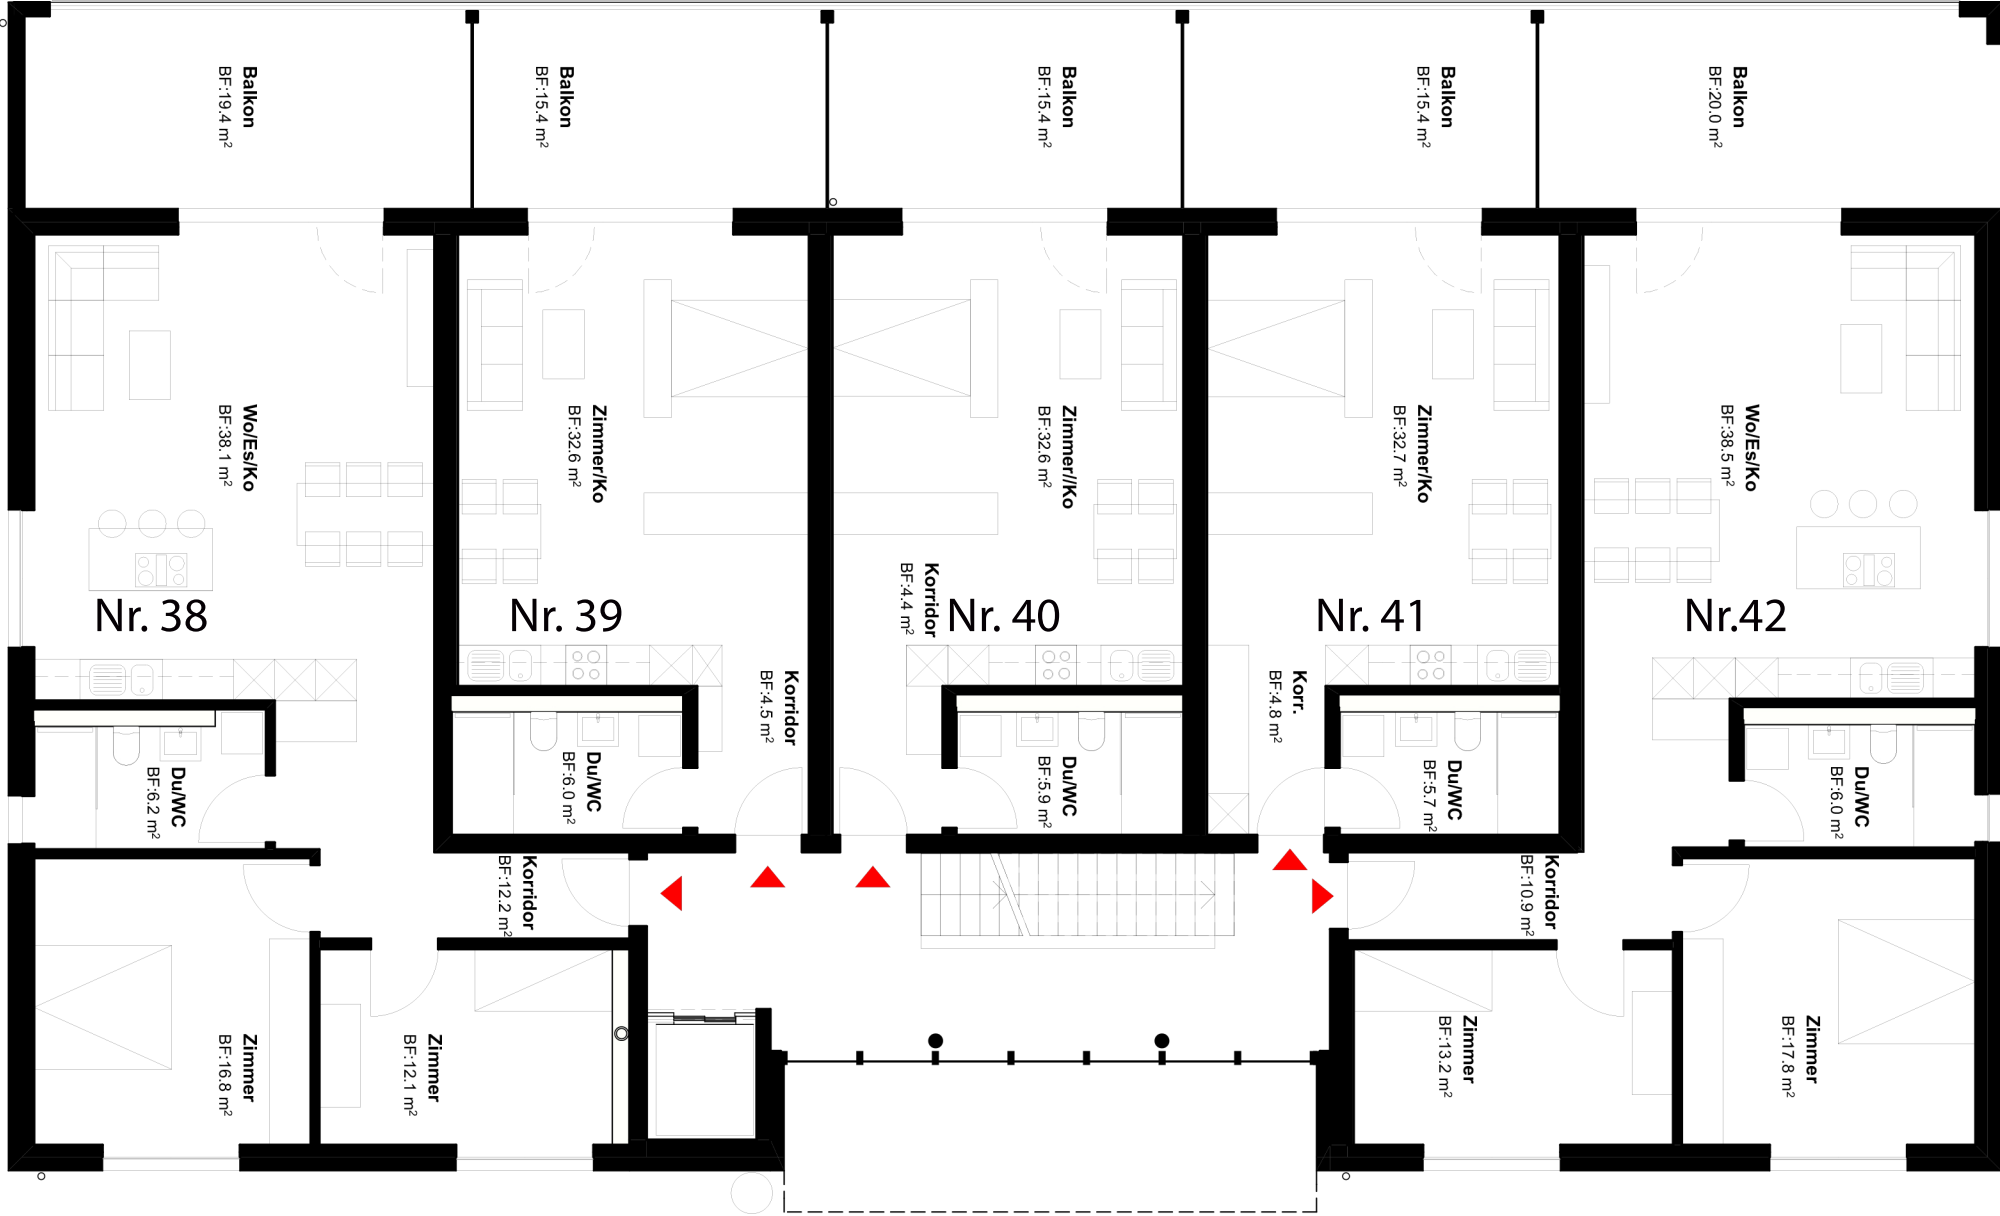 Balkon
BF:19.4 m²
Balkon
BF:15.4 m²
Balkon
BF:15.4 m²
Balkon
BF:15.4 m²
Balkon
BF:20.0 m²
Wo/Es/Ko
BF:38.1 m²
Zimmer/Ko
BF:32.6 m²
Zimmer//Ko
BF:32.6 m²
Zimmer/Ko
BF:32.7 m²
Wo/Es/Ko
BF:38.5 m²
Nr. 38
Nr. 39
Korridor
BF:4.4 m²
Nr. 40
Nr. 41
Nr.42
Korridor
BF:4.5 m²
Korr.
BF:4.8 m²
Du/WC
BF:6.2 m²
Du/WC
BF:6.0 m²
Du/WC
BF:5.9 m²
Du/WC
BF:5.7 m²
Du/WC
BF:6.0 m²
Korridor
BF:12.2 m²
Korridor
BF:10.9 m²
Zimmer
BF:16.8 m²
Zimmer
BF:12.1 m²
Zimmer
BF:13.2 m²
Zimmer
BF:17.8 m²